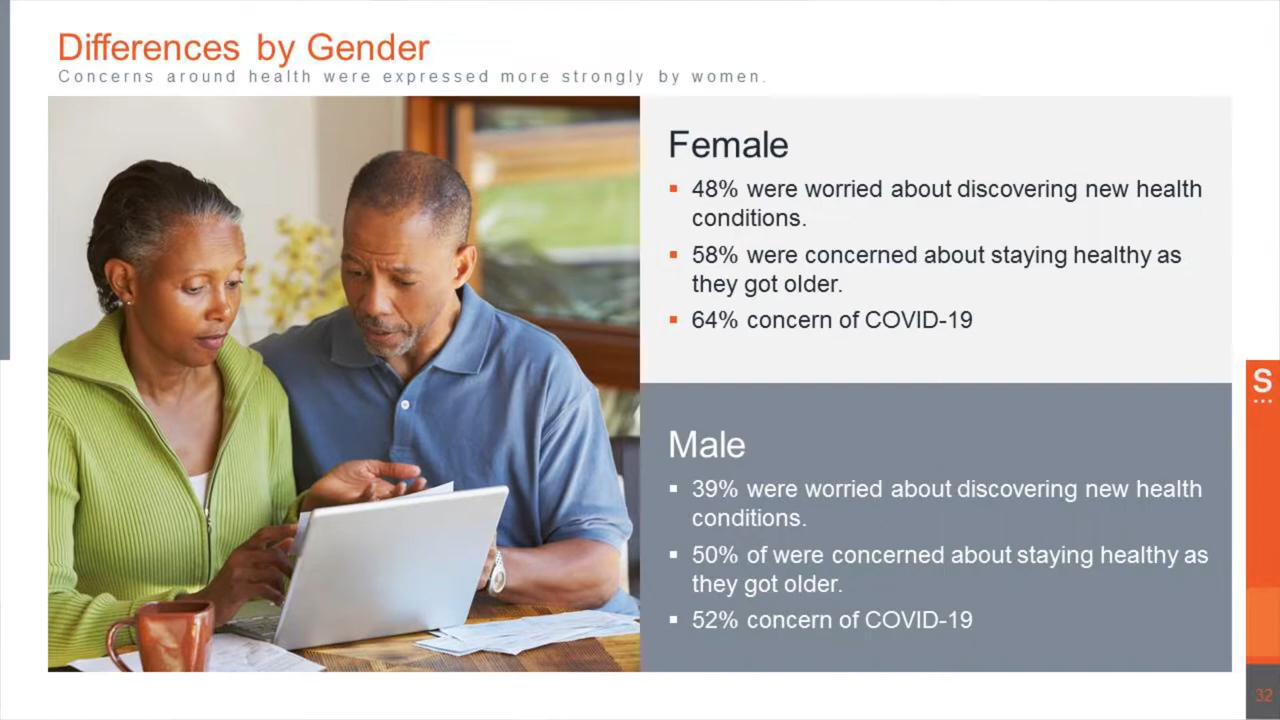 Differences by Gender
Concerns around health were expressed more strongly by women.
Female
▪ 48% were worried about discovering new health
conditions.
▪ 58% were concerned about staying healthy as
they got older.
▪ 64% concern of COVID-19
S
Male
▪ 39% were worried about discovering new health
conditions.
▪ 50% of were concerned about staying healthy as
they got older.
▪ 52% concern of COVID-19
32